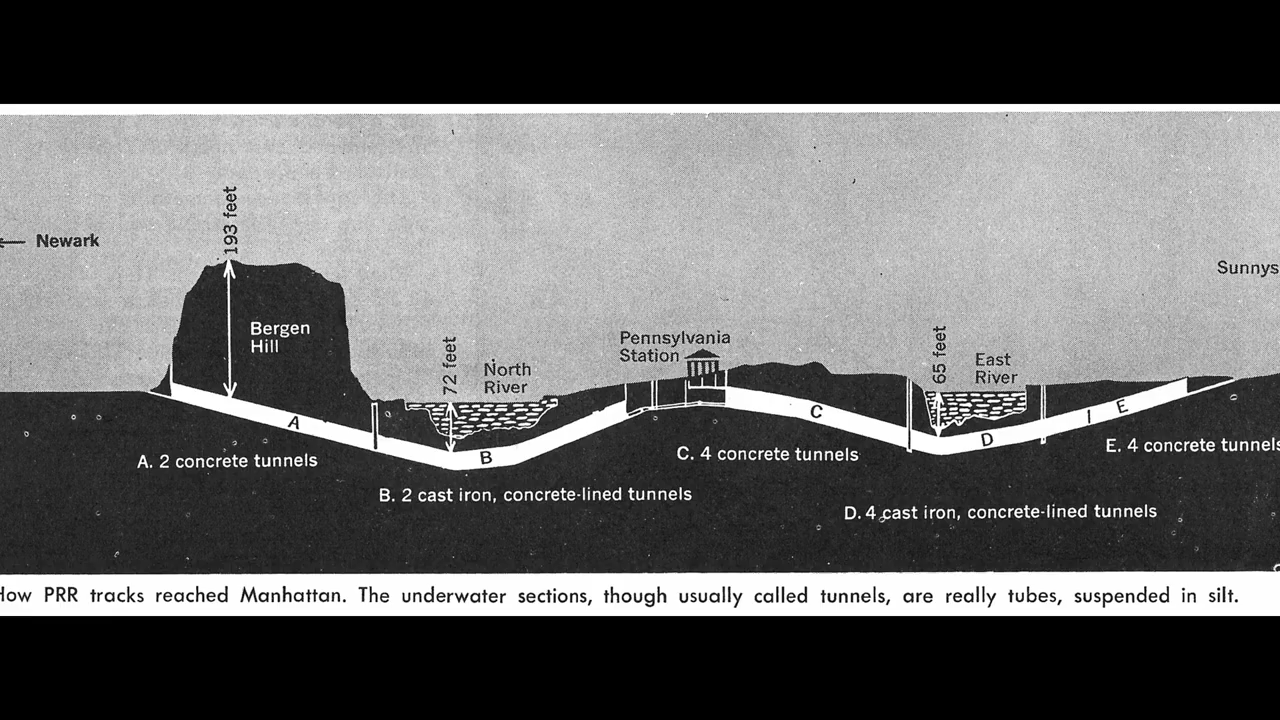 193 feet
Newark
Sunnys
Bergen
Hill
72 feet
North
River
Pennsylvania
Station
65 feet
East
River
A
B
C
D
I
E
A. 2 concrete tunnels
B. 2 cast iron, concrete-lined tunnels
C. 4 concrete tunnels
D. 4 cast iron, concrete-lined tunnels
E. 4 concrete tunnels
How PRR tracks reached Manhattan. The underwater sections, though usually called tunnels, are really tubes, suspended in silt.